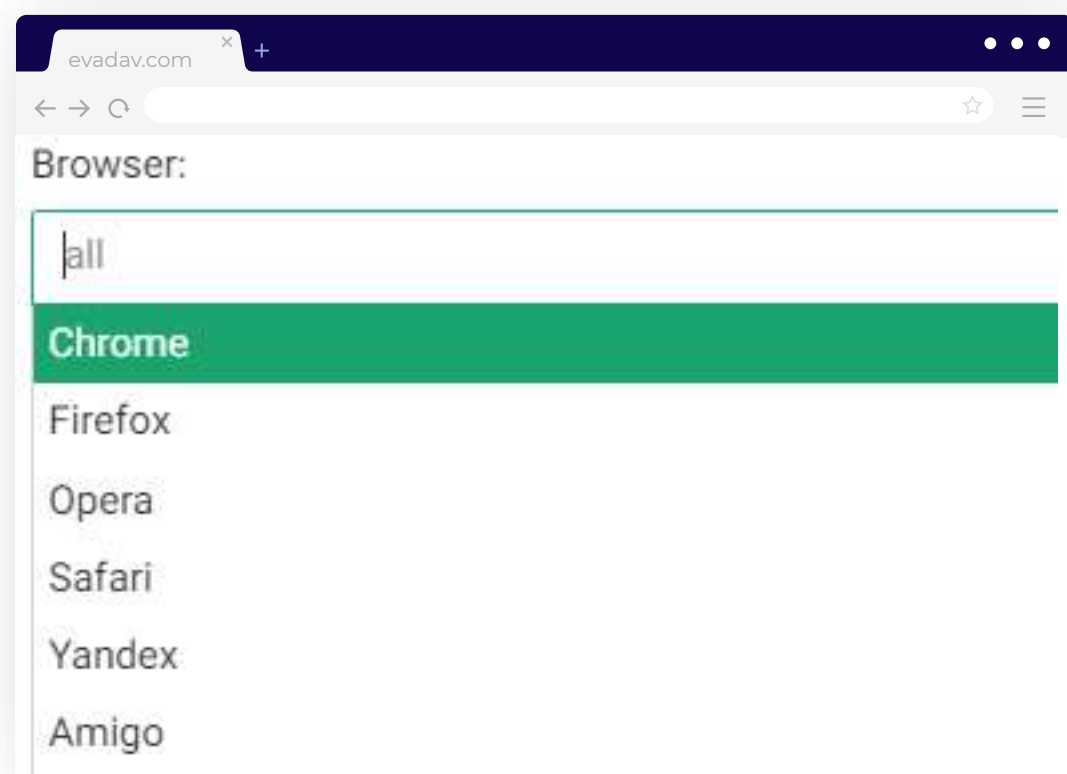 evadav.com
Browser:
all
Chrome
Firefox
Opera
Safari
Yandex
Amigo